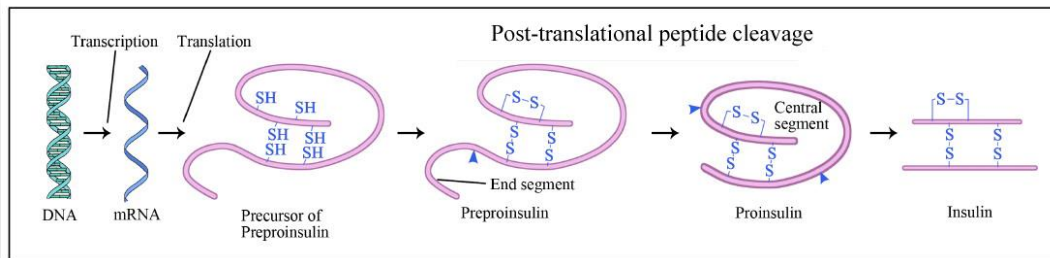 Post-translational peptide cleavage
Transcription
Translation
SH
SH
SH
SH
SH
SH
S-S
S
S
S
S
S-S
S
S
S
S
Central
segment
S-S
S
S
S
S
End segment
DNA
mRNA
Precursor of
Preproinsulin
Preproinsulin
Proinsulin
Insulin